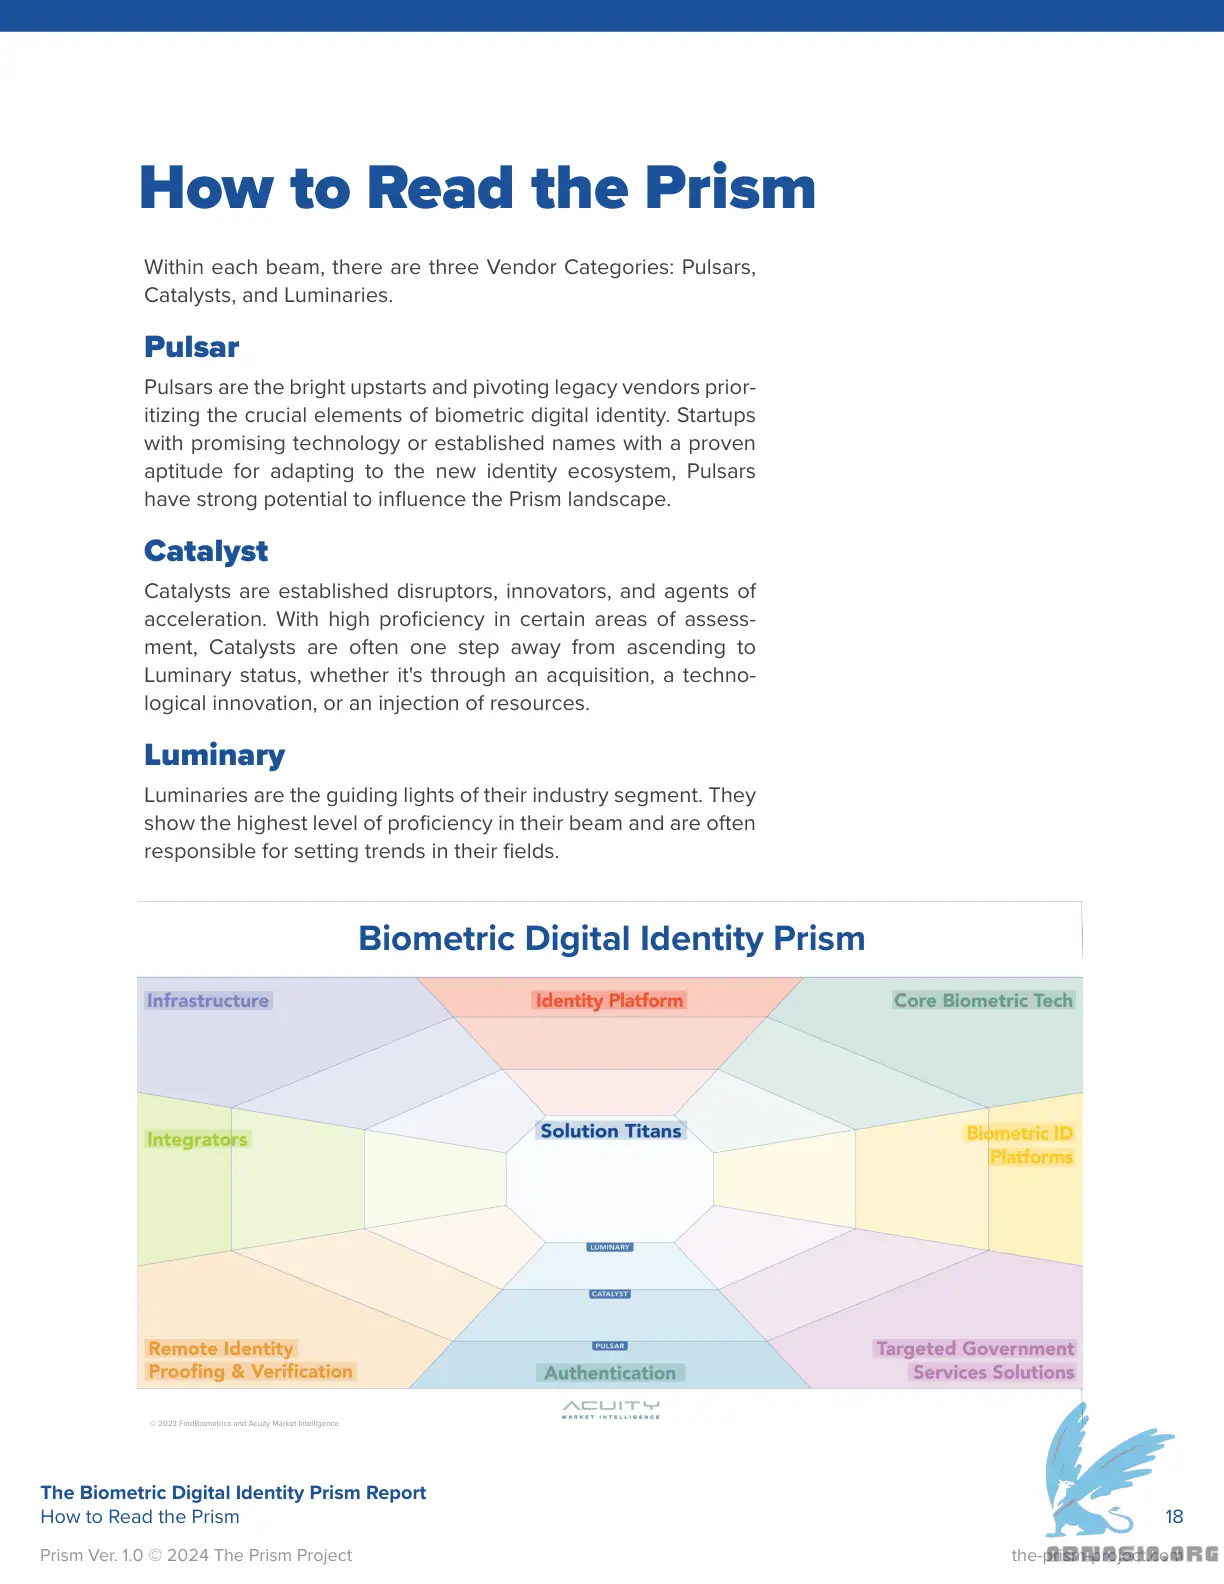 How to Read the Prism
Within each beam, there are three Vendor Categories: Pulsars,
Catalysts, and Luminaries.
Pulsar
Pulsars are the bright upstarts and pivoting legacy vendors prior-
itizing the crucial elements of biometric digital identity. Startups
with promising technology or established names with a proven
aptitude for adapting to the new identity ecosystem, Pulsars
have strong potential to influence the Prism landscape.
Catalyst
Catalysts are established disruptors, innovators, and agents of
acceleration. With high proficiency in certain areas of assess-
ment, Catalysts are often one step away from ascending to
Luminary status, whether it's through an acquisition, a techno-
logical innovation, or an injection of resources.
Luminary
Luminaries are the guiding lights of their industry segment. They
show the highest level of proficiency in their beam and are often
responsible for setting trends in their fields.
Biometric Digital Identity Prism
Infrastructure
Identity Platform
Core Biometric Tech
Integrators
Solution Titans
Biometric ID
Platforms
LUMINARY
CATALYST
PULSAR
Remote Identity
Proofing & Verification
Authentication
Targeted Government
Services Solutions
ACUITY
MARKET INTELLIGENCE
© 2023 FindBiometrics and Acuity Market Intelligence
The Biometric Digital Identity Prism Report
How to Read the Prism
18
Prism Ver. 1.0 © 2024 The Prism Project
the-prism-project.com
ARMASIA.ORG